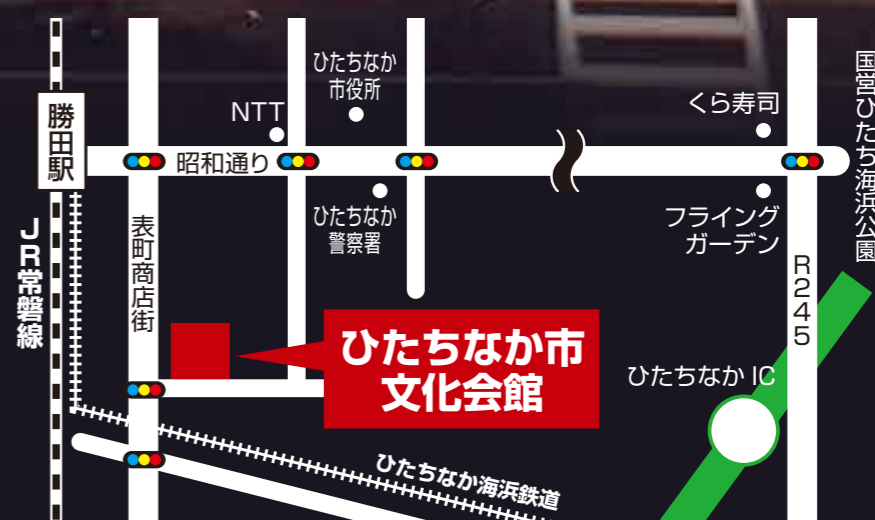 ひたちなか
市役所
NTT
くら寿司
国営ひたち海浜公園
勝田駅
昭和通り
ひたちなか
警察署
フライング
ガーデン
JR常磐線
表町商店街
R245
ひたちなか市
文化会館
ひたちなか IC
ひたちなか海浜鉄道